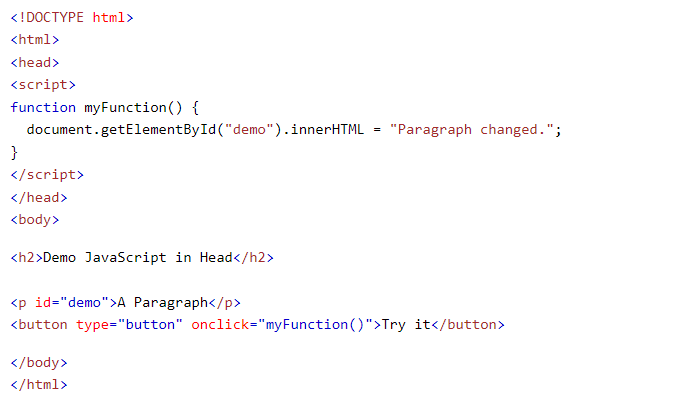 <!DOCTYPE html>
<html>
<head>
<script>
function myFunction() {
  document.getElementById("demo").innerHTML = "Paragraph changed.";
}
</script>
</head>
<body>
<h2>Demo JavaScript in Head</h2>
<p id="demo">A Paragraph</p>
<button type="button" onclick="myFunction()">Try it</button>
</body>
</html>